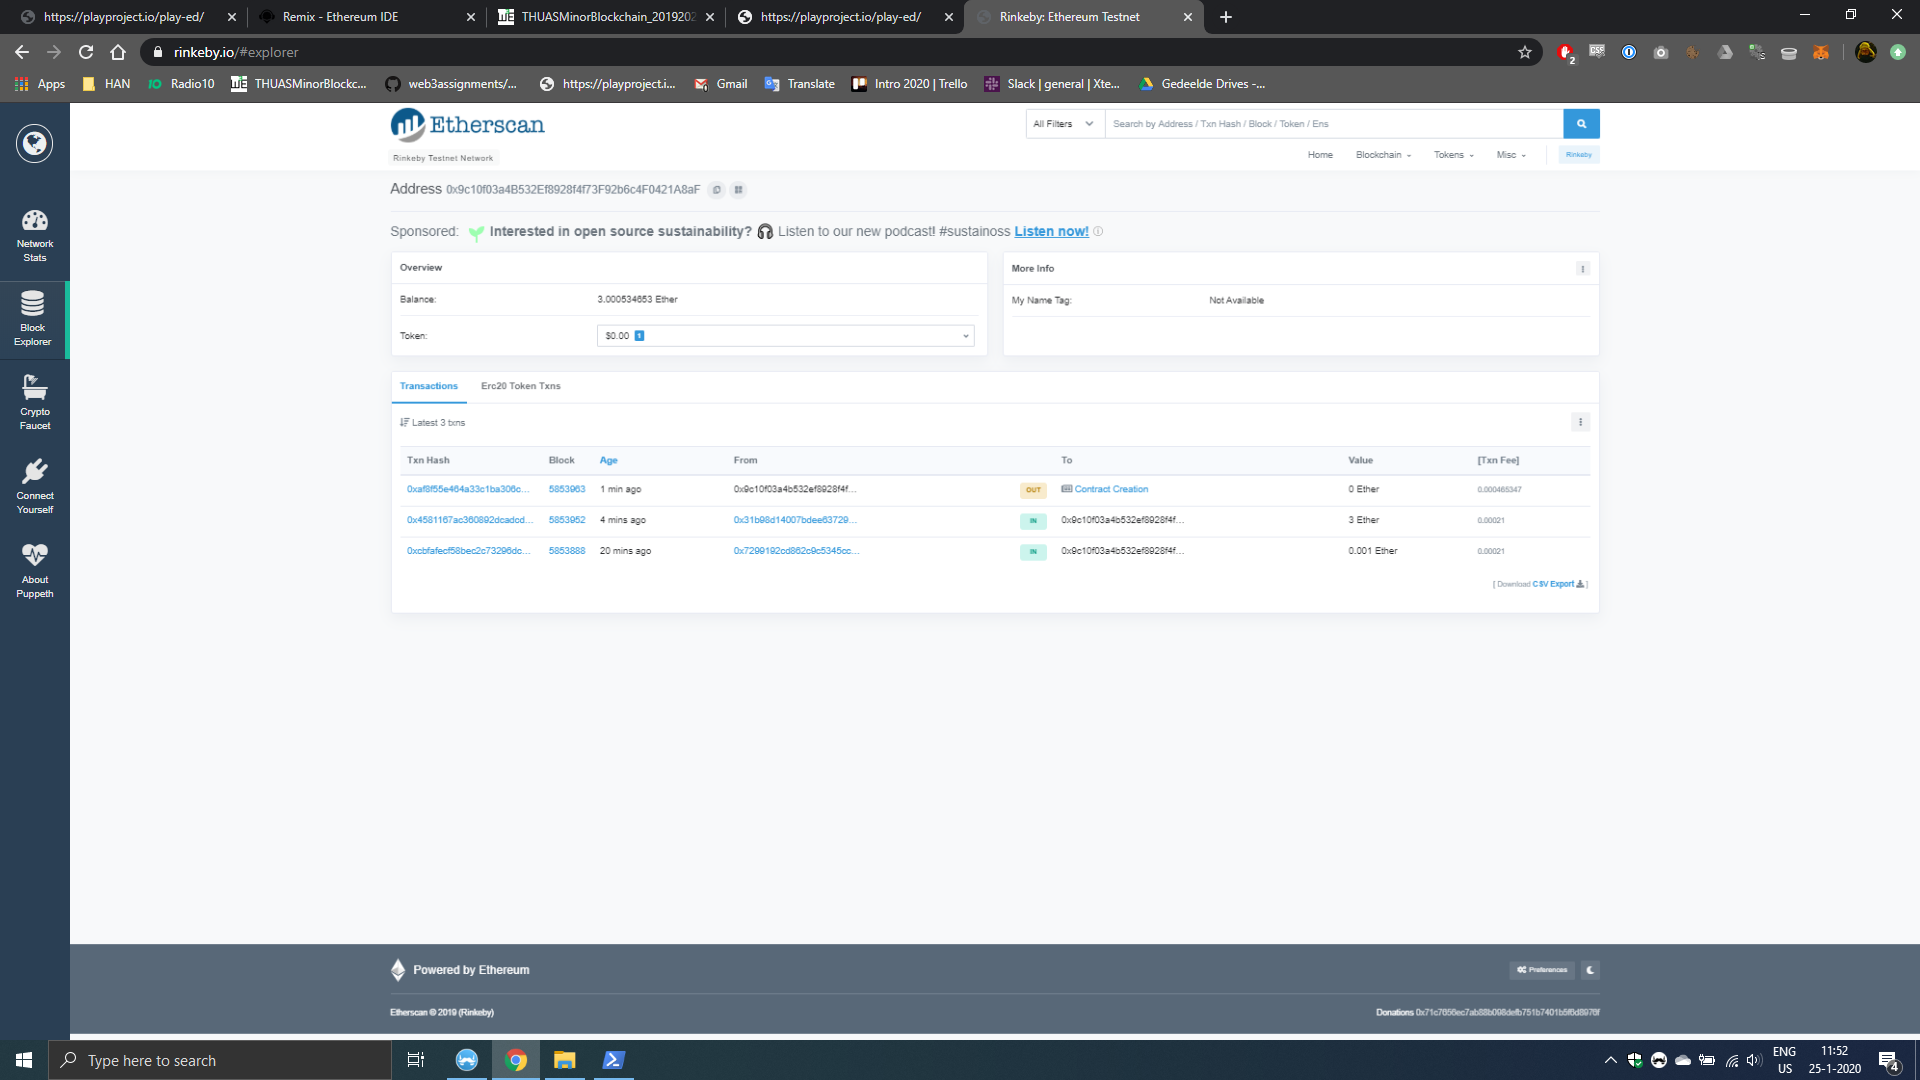 https://playproject.io/play-ed/
Remix - Ethereum IDE
THUASMinorBlockchain_201920
https://playproject.io/play-ed/
Rinkeby: Ethereum Testnet
rinkeby.io/#explorer
2
Apps
HAN
Radio10
THUASMinorBlockc...
web3assignments/...
https://playproject.i...
Gmail
Translate
Intro 2020 | Trello
Slack | general | Xte...
Gedeelde Drives -...
Etherscan
All Filters
Search by Address / Txn Hash / Block / Token / Ens
Rinkeby Testnet Network
Home
Blockchain
Tokens
Misc
Rinkeby
Network
Stats
Block
Explorer
Crypto
Faucet
Connect
Yourself
About
Puppeth
Address 0x9c10f03a4B532Ef8928f4f73F92b6c4F0421A8aF
Sponsored: Interested in open source sustainability? Listen to our new podcast! #sustainoss Listen now!
Overview
Balance: 3.000534653 Ether
Token: $0.00 1
More Info
My Name Tag: Not Available
Transactions
Erc20 Token Txns
Latest 3 txns
Txn Hash Block Age From To Value [Txn Fee]
0xaf8f55e464a33c1ba306c... 5853963 1 min ago 0x9c10f03a4b532ef8928f4f... OUT Contract Creation 0 Ether 0.000465347
0x4581167ac360892dcadcd... 5853952 4 mins ago 0x31b98d14007bdee63729... IN 0x9c10f03a4b532ef8928f4f... 3 Ether 0.00021
0xcbfafecf58bec2c73296dc... 5853888 20 mins ago 0x7299192cd862c9c5345cc... IN 0x9c10f03a4b532ef8928f4f... 0.001 Ether 0.00021
[ Download CSV Export ]
Powered by Ethereum
Preferences
Etherscan © 2019 (Rinkeby)
Donations 0x71c7656ec7ab88b098defb751b7401b5f6d8976f
Type here to search
ENG
US
11:52
25-1-2020
4